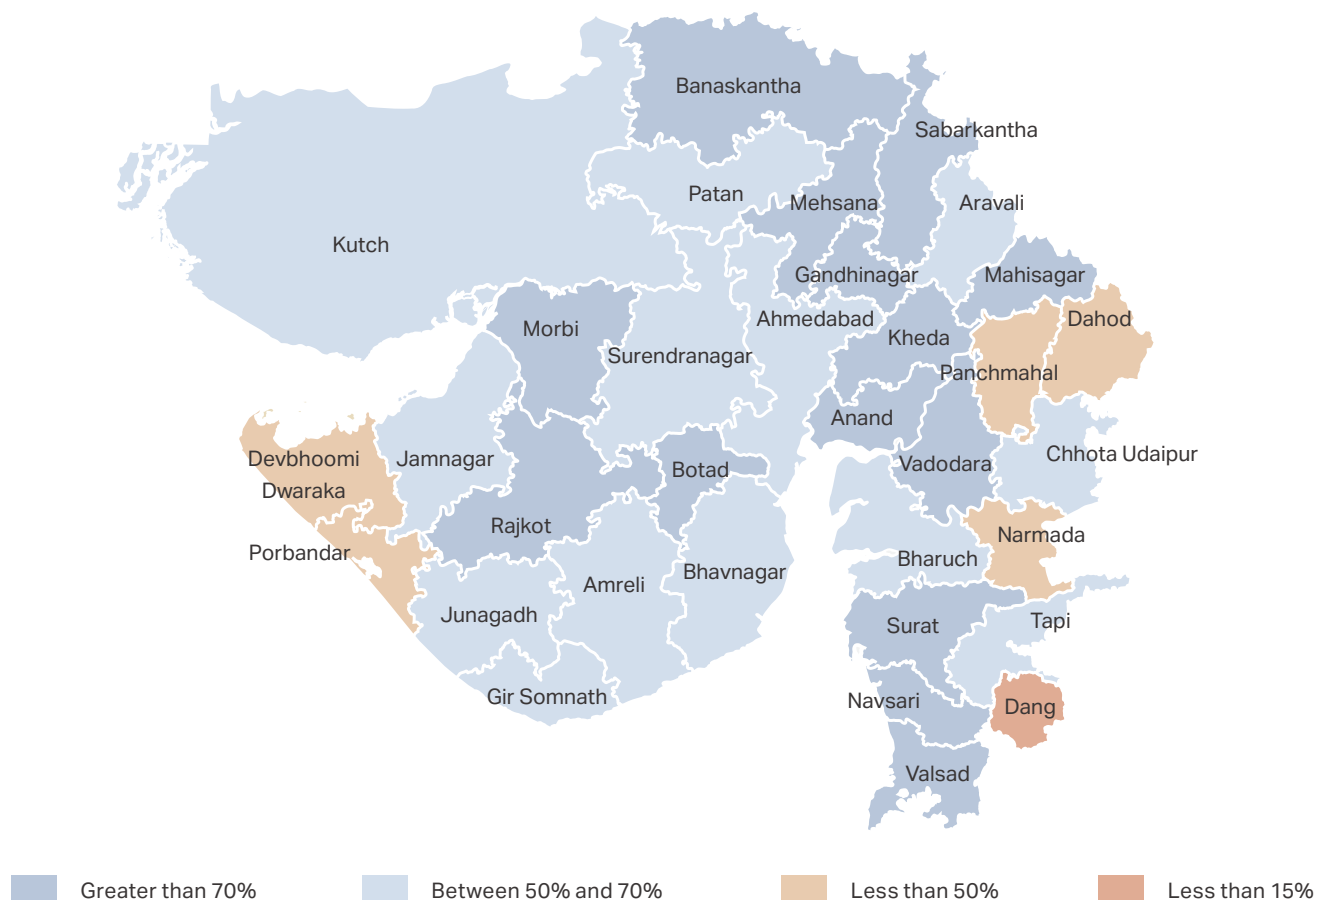 Banaskantha
Sabarkantha
Patan
Mehsana
Aravali
Kutch
Gandhinagar
Mahisagar
Morbi
Ahmedabad
Dahod
Surendranagar
Kheda
Panchmahal
Anand
Devbhoomi
Dwaraka
Jamnagar
Botad
Vadodara
Chhota Udaipur
Rajkot
Narmada
Porbandar
Bharuch
Amreli
Bhavnagar
Junagadh
Surat
Tapi
Gir Somnath
Navsari
Dang
Valsad
Greater than 70%
Between 50% and 70%
Less than 50%
Less than 15%